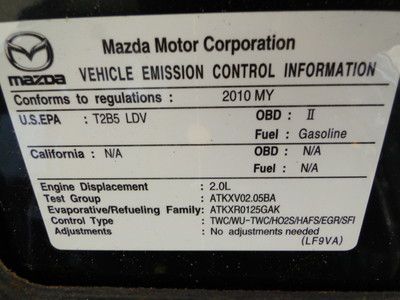 Mazda Motor Corporation
mazda VEHICLE EMISSION CONTROL INFORMATION
Conforms to regulations : 2010 MY
U.S.EPA : T2B5 LDV OBD : II
Fuel : Gasoline
California : N/A OBD : N/A
Fuel : N/A
Engine Displacement : 2.0L
Test Group : ATKXV02.05BA
Evaporative/Refueling Family: ATKXR0125GAK
Control Type : TWC/WU-TWC/HO2S/HAFS/EGR/SFI
Adjustments : No adjustments needed
(LF9VA)